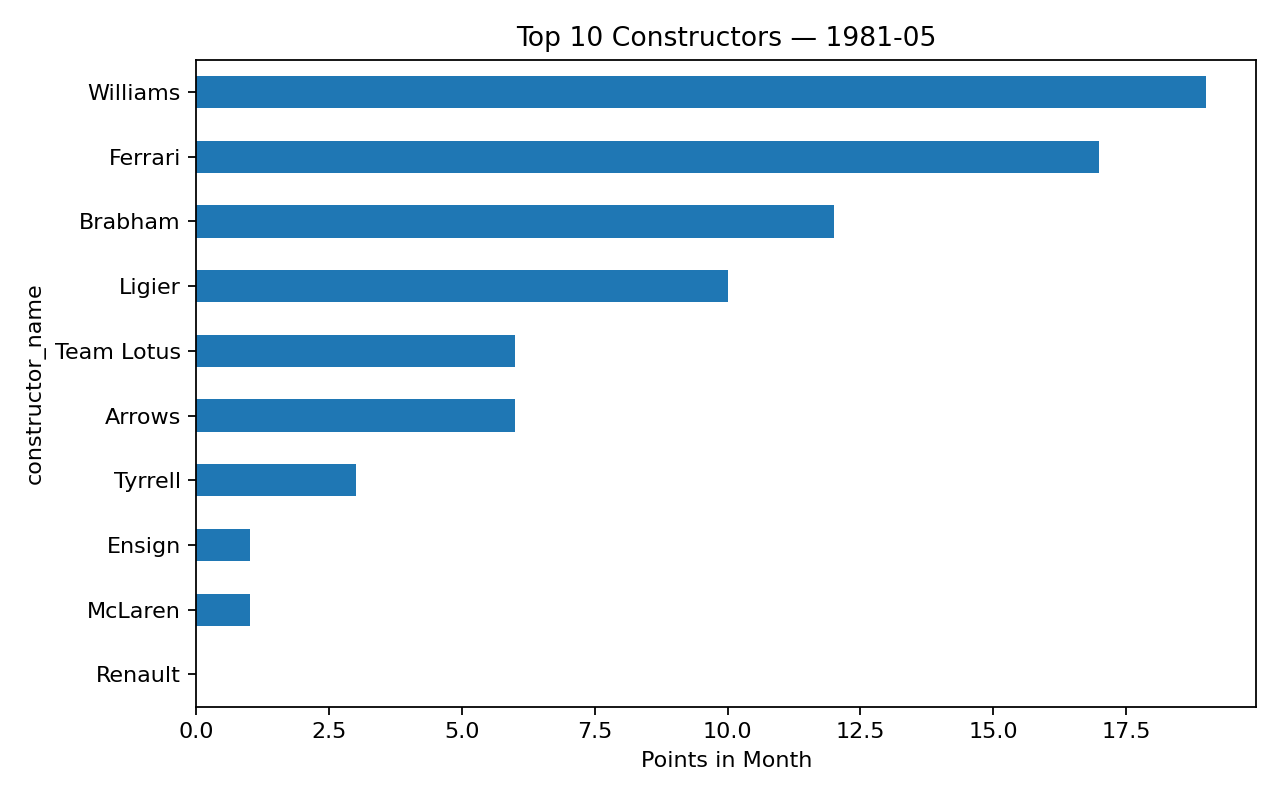 Top 10 Constructors — 1981-05
constructor_name
Williams
Ferrari
Brabham
Ligier
Team Lotus
Arrows
Tyrrell
Ensign
McLaren
Renault
0.0 2.5 5.0 7.5 10.0 12.5 15.0 17.5
Points in Month